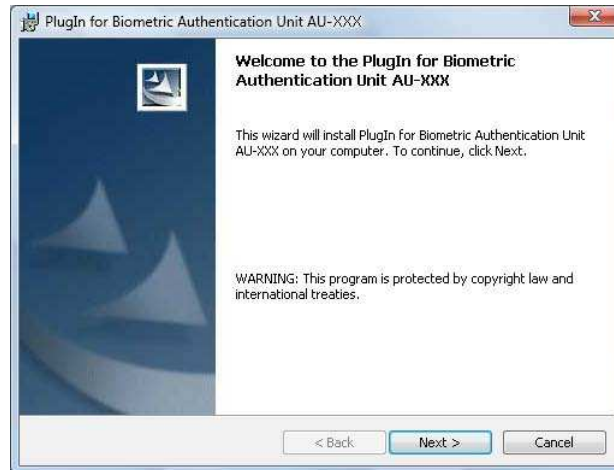 PlugIn for Biometric Authentication Unit AU-XXX
Welcome to the PlugIn for Biometric
Authentication Unit AU-XXX
This wizard will install PlugIn for Biometric Authentication Unit
AU-XXX on your computer. To continue, click Next.
WARNING: This program is protected by copyright law and
international treaties.
< Back
Next >
Cancel